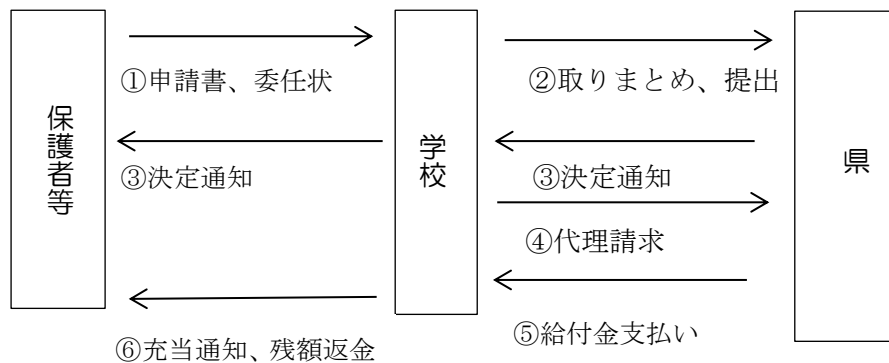 保護者等
学校
県
①申請書、委任状
②取りまとめ、提出
③決定通知
③決定通知
④代理請求
⑤給付金支払い
⑥充当通知、残額返金